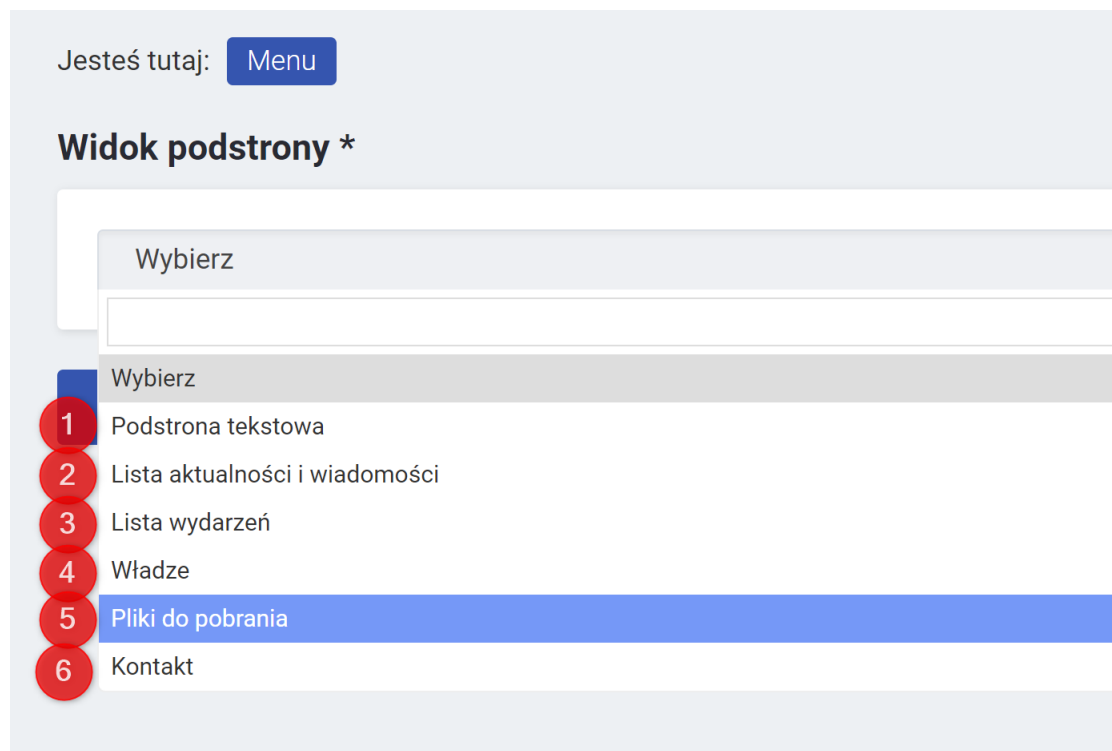 Jesteś tutaj: Menu
Widok podstrony *
Wybierz
Wybierz
1 Podstrona tekstowa
2 Lista aktualności i wiadomości
3 Lista wydarzeń
4 Władze
5 Pliki do pobrania
6 Kontakt